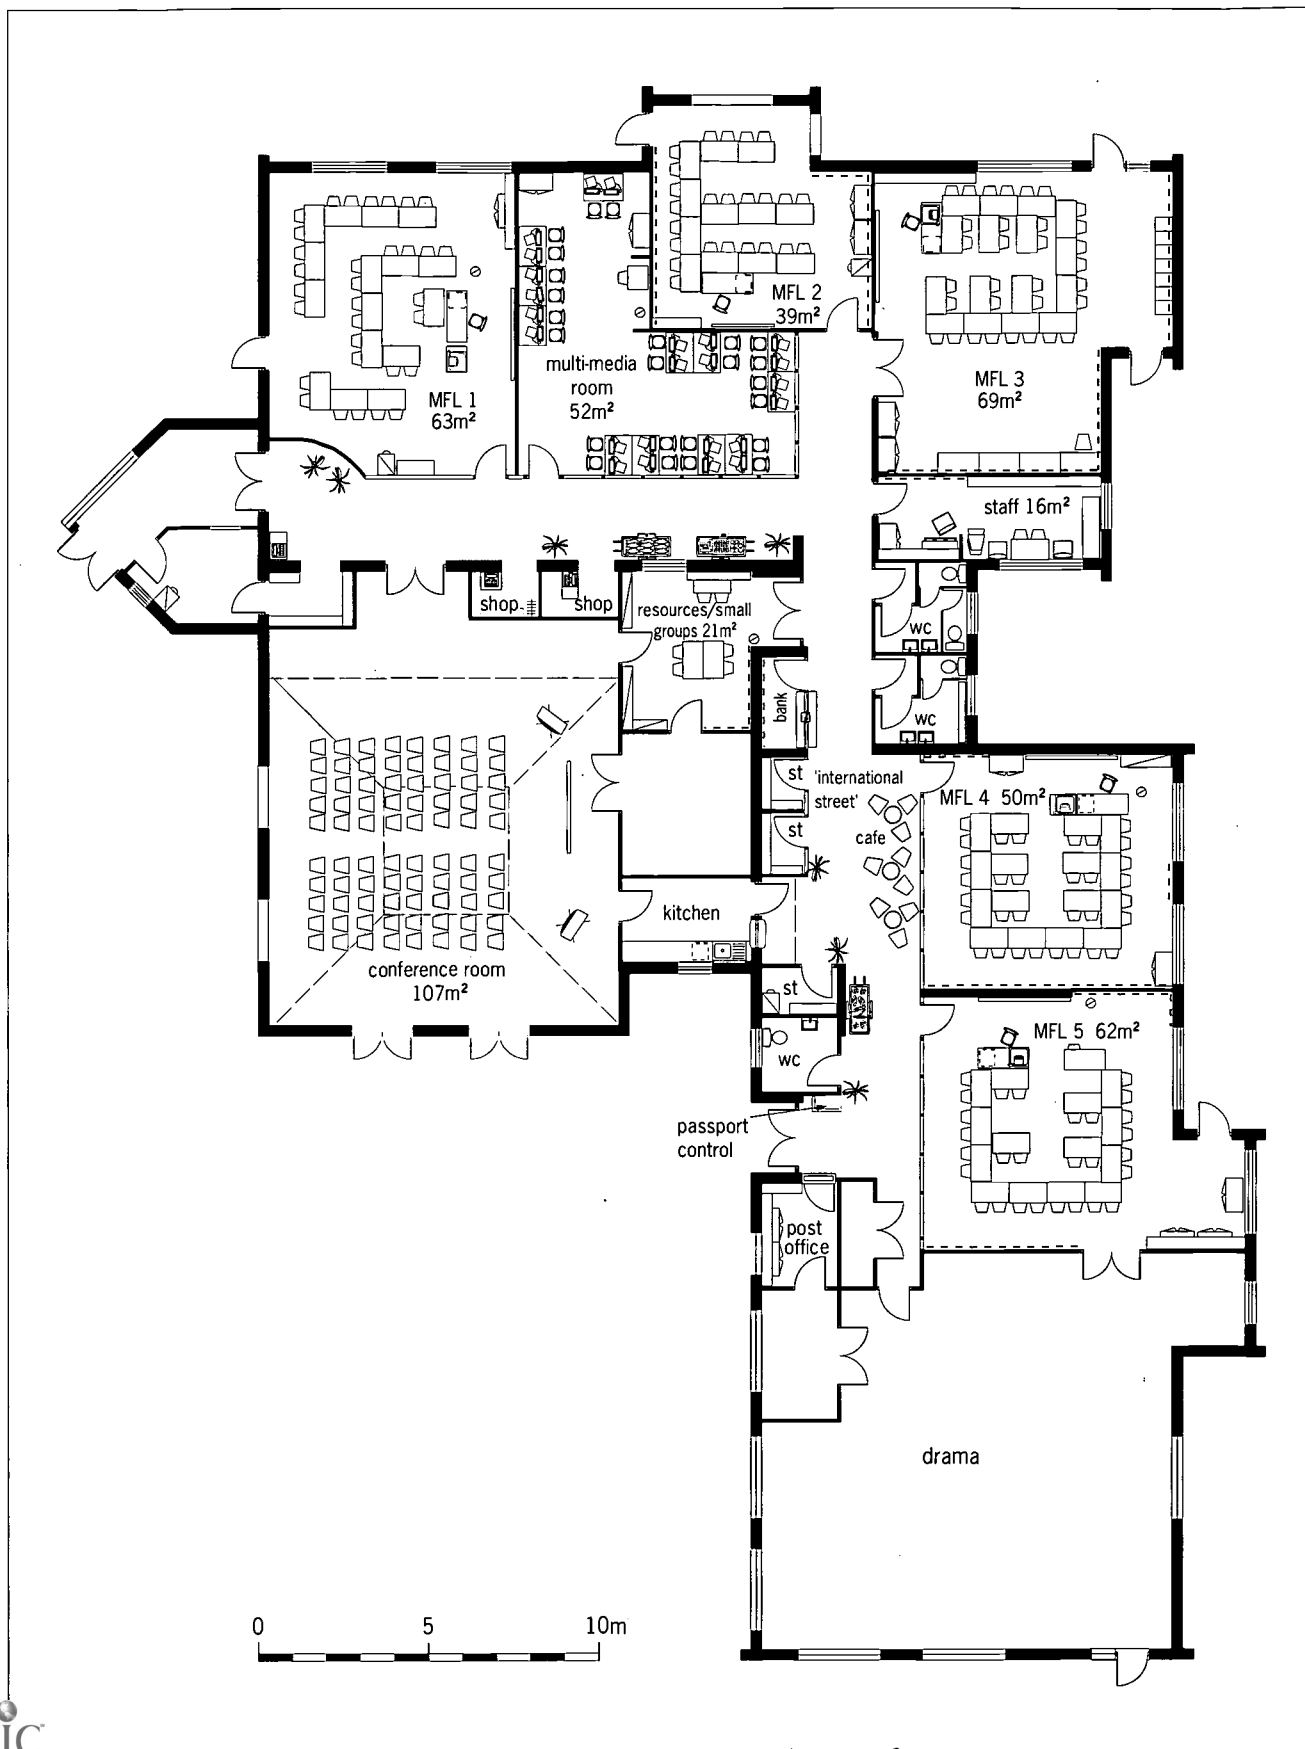 MFL 2
39m²
multi-media
room
52m²
MFL 1
63m²
MFL 3
69m²
staff 16m²
shop
shop
resources/small
groups 21m²
wc
bank
wc
st
'international
street'
MFL 4 50m²
st
cafe
kitchen
conference room
107m²
st
MFL 5 62m²
wc
passport
control
post
office
drama
0 5 10m
IC